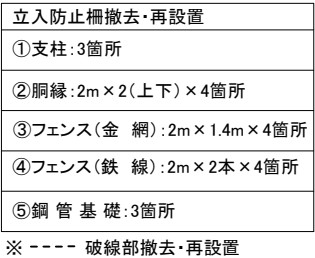 立入防止柵撤去・再設置
①支柱:3箇所
②胴縁:2m×2(上下)×4箇所
③フェンス(金　網):2m×1.4m×4箇所
④フェンス(鉄　線):2m×2本×4箇所
⑤鋼 管 基 礎:3箇所
※ ---- 破線部撤去・再設置